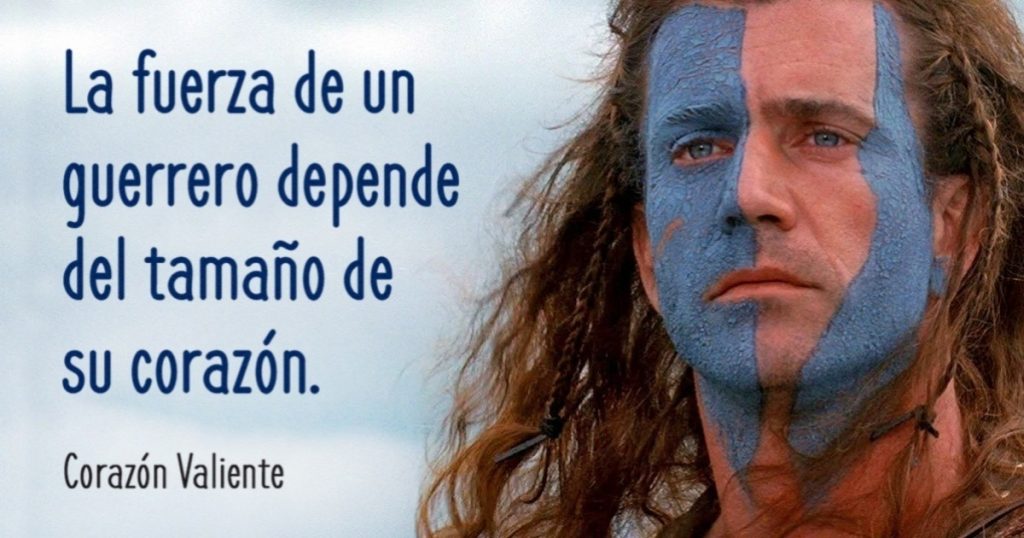 La fuerza de un
guerrero depende
del tamaño de
su corazón.
Corazón Valiente